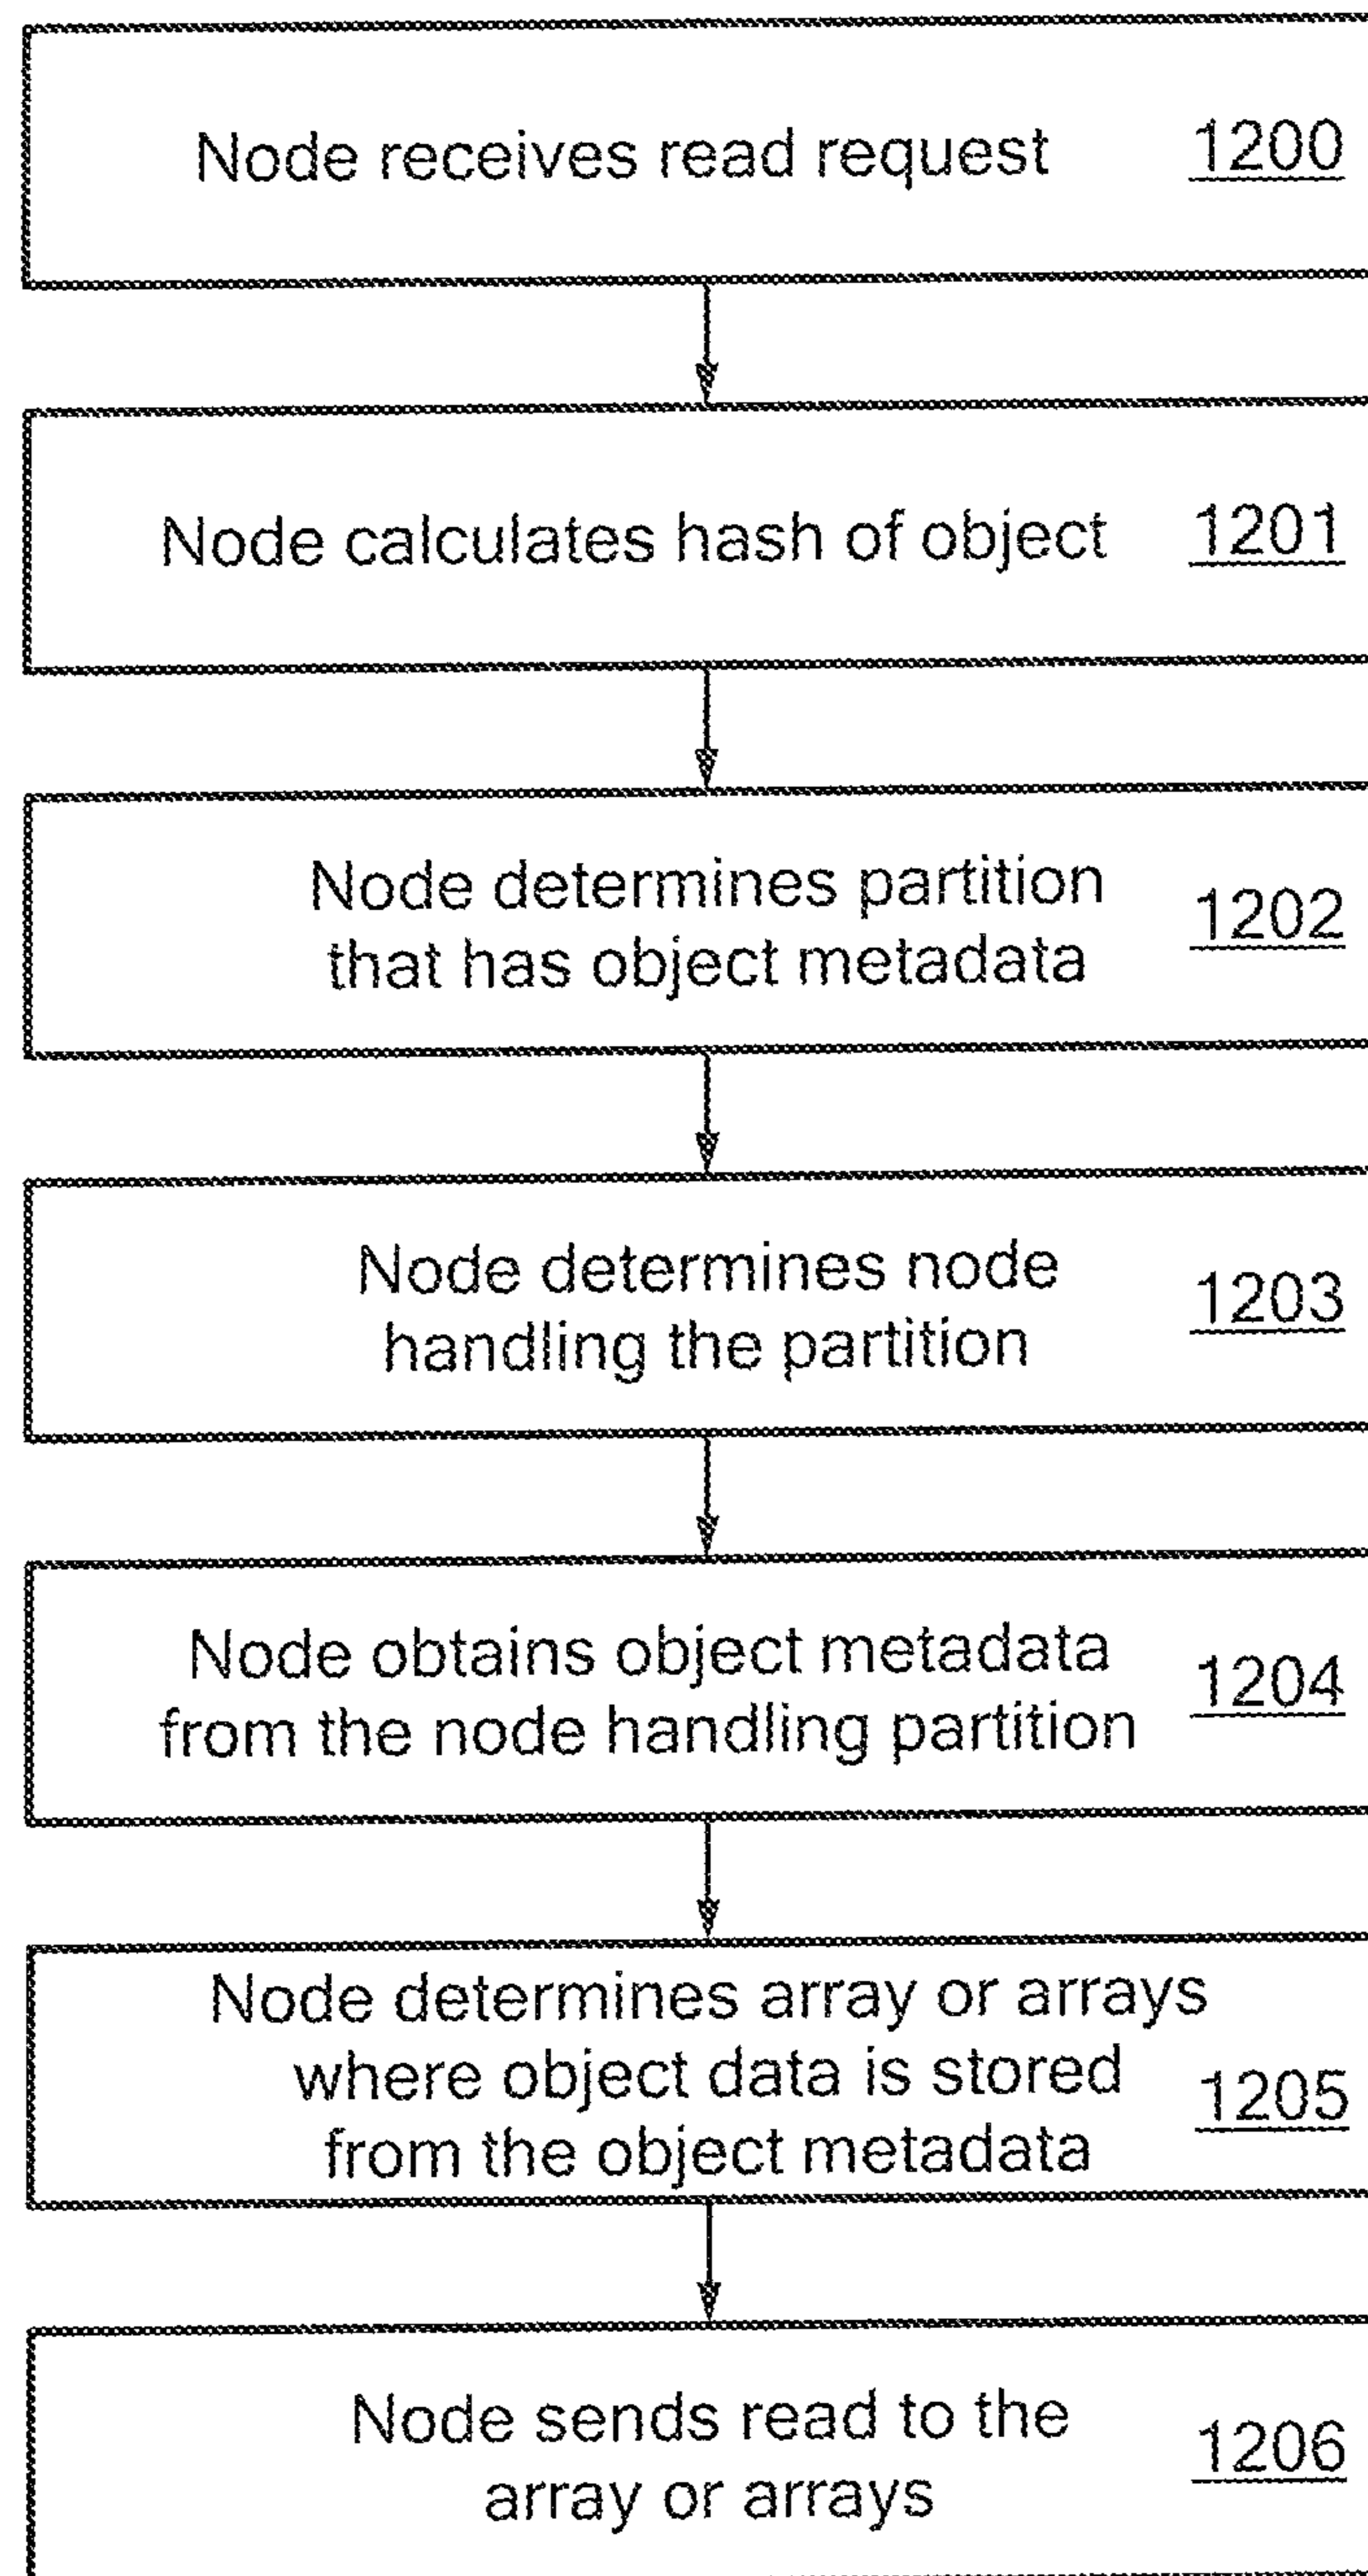 Node receives read request 1200
Node calculates hash of object 1201
Node determines partition
that has object metadata 1202
Node determines node
handling the partition 1203
Node obtains object metadata
from the node handling partition 1204
Node determines array or arrays
where object data is stored
from the object metadata 1205
Node sends read to the
array or arrays 1206